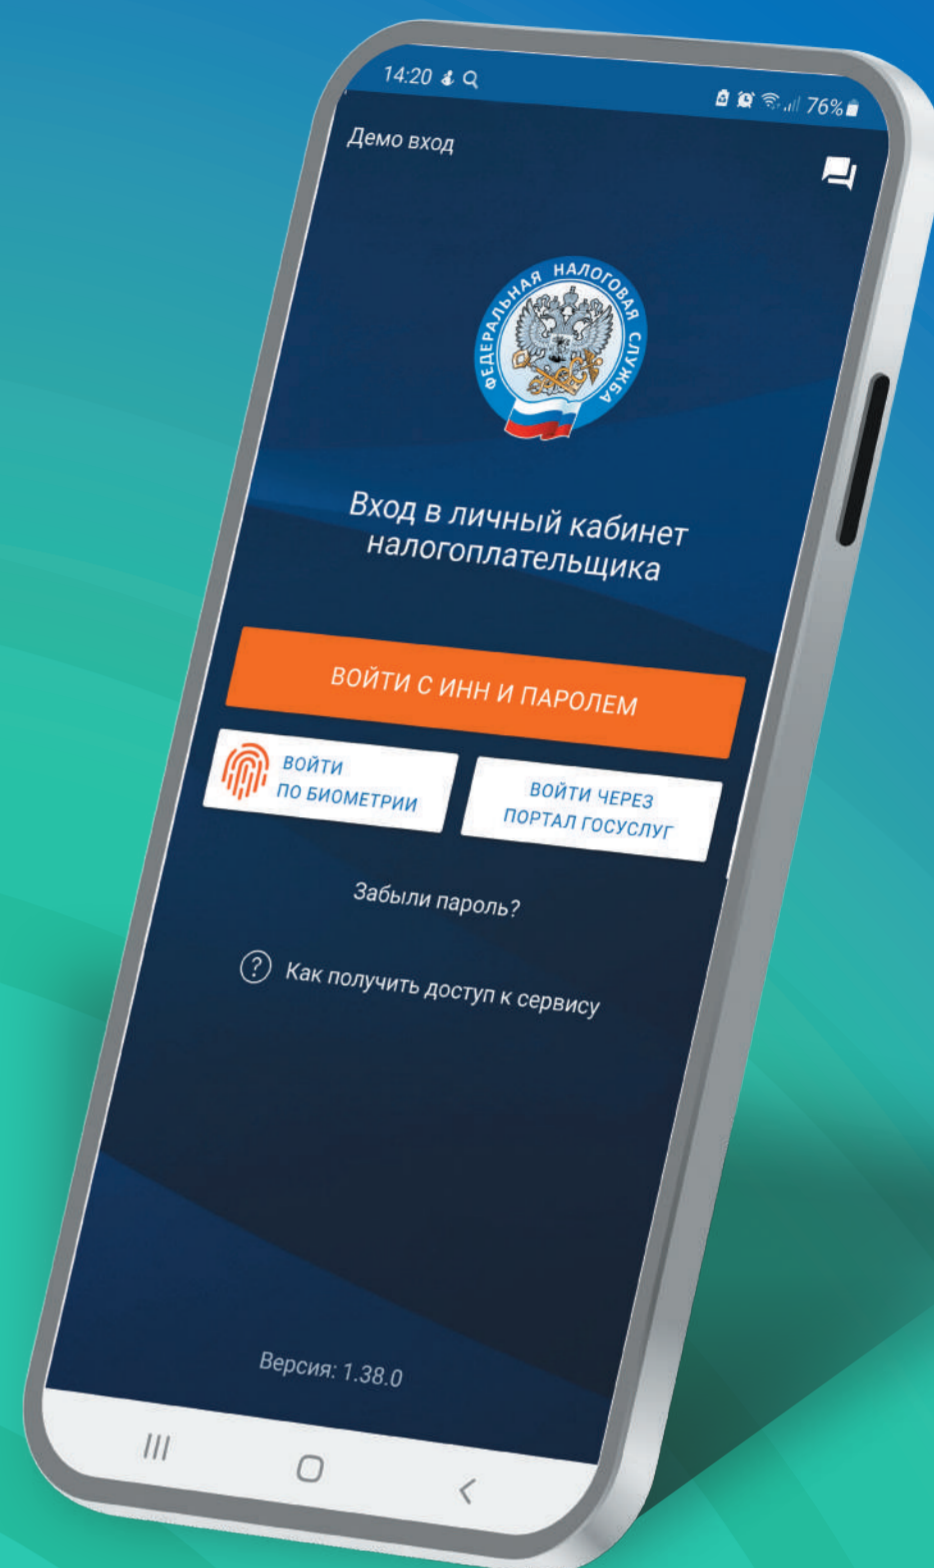 14:20
76%
Демо вход
ФЕДЕРАЛЬНАЯ НАЛОГОВАЯ СЛУЖБА
Вход в личный кабинет
налогоплательщика
ВОЙТИ С ИНН И ПАРОЛЕМ
ВОЙТИ
ПО БИОМЕТРИИ
ВОЙТИ ЧЕРЕЗ
ПОРТАЛ ГОСУСЛУГ
Забыли пароль?
? Как получить доступ к сервису
Версия: 1.38.0